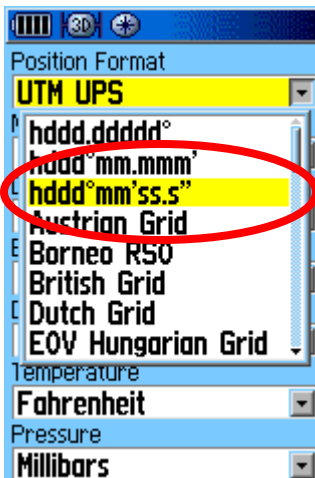 3D
Position Format
UTM UPS
hddd.ddddd°
hddd°mm.mmm'
hddd°mm'ss.s"
Austrian Grid
Borneo RSO
British Grid
Dutch Grid
EOV Hungarian Grid
Temperature
Fahrenheit
Pressure
Millibars